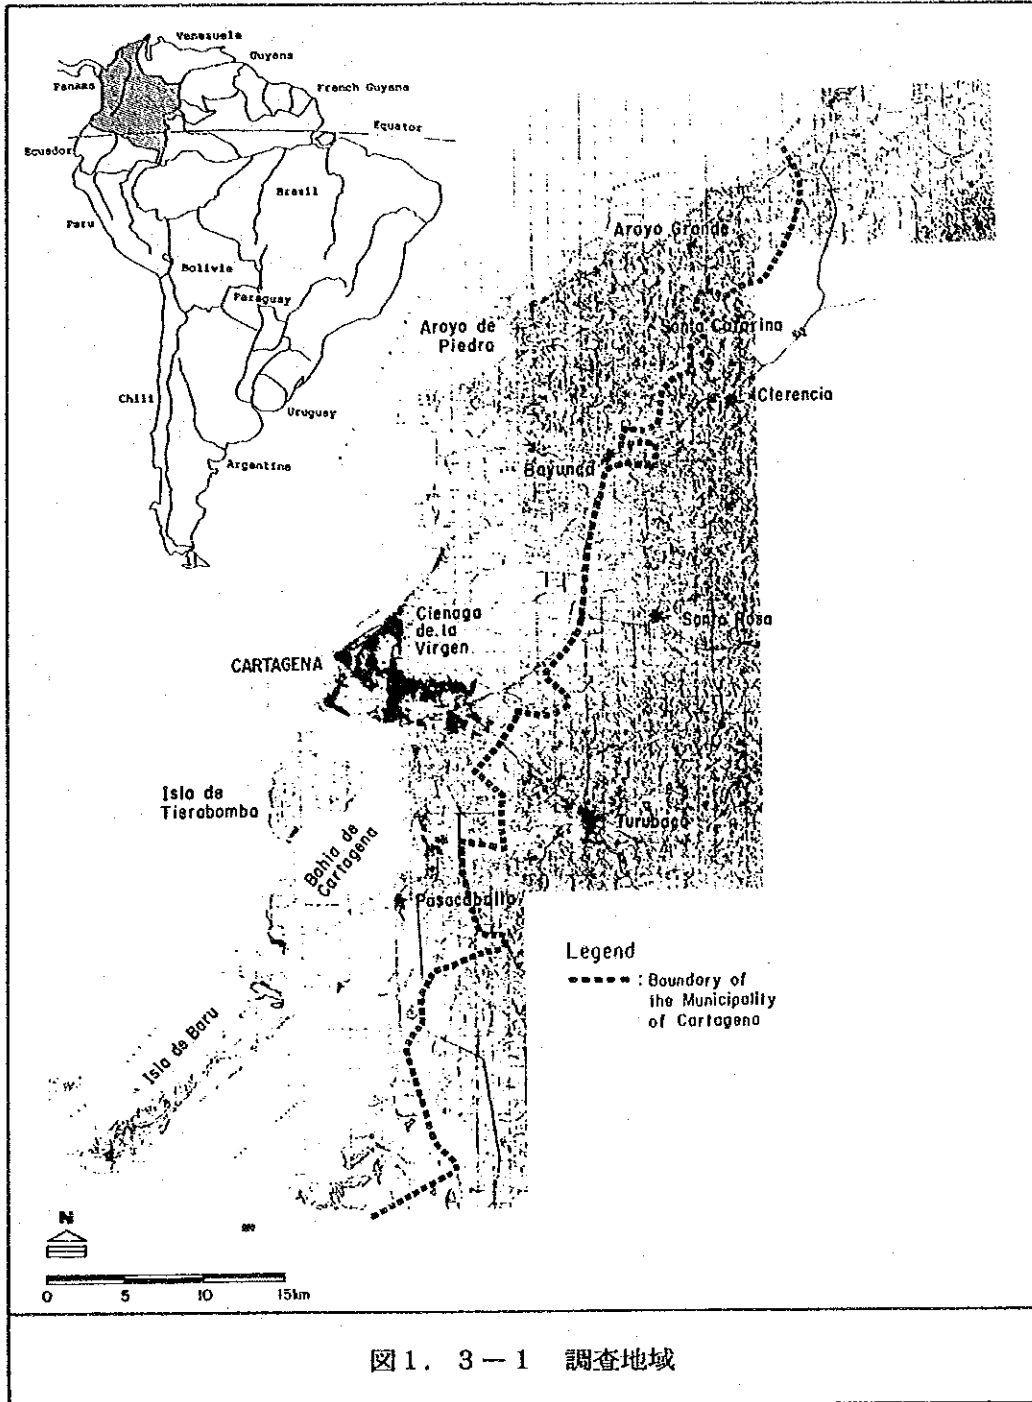 Venezuela
Guyana
Panama
French Guyana
Equator
Ecuador
Brasil
Paru
Bolivia
Paraguay
Chili
Uruguay
Argentina
Aroyo Grande
Santa Catarina
Aroyo de
Piedra
Clerencia
Bayunca
Cienaga
de la
Virgen
Santa Rosa
CARTAGENA
Isla de
Tierabomba
Bahia de
Cartagena
Turubaco
Pasacaballo
Legend
: Boundory of
the Municipality
of Cartagena
Isla de Baru
N
0 5 10 15km
図1. 3-1 調査地域